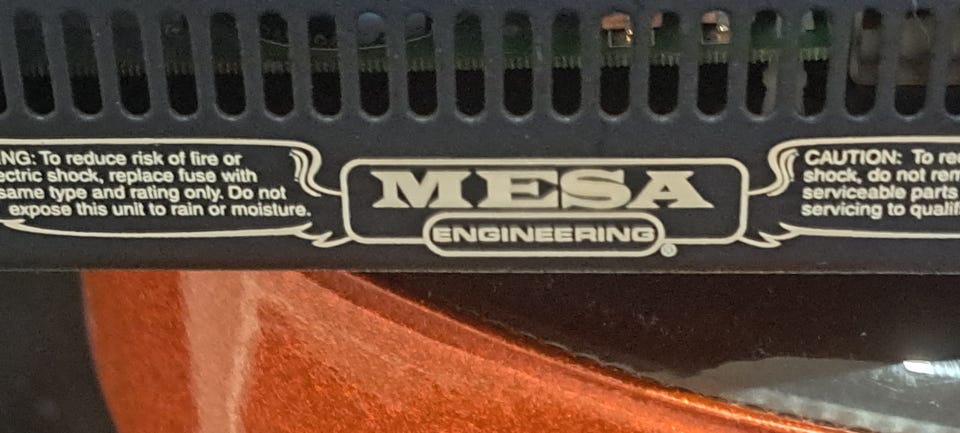 NG: To reduce risk of fire or
ectric shock, replace fuse with
same type and rating only. Do not
expose this unit to rain or moisture.
MESA
ENGINEERING®
CAUTION: To re
shock, do not rem
serviceable parts
servicing to qualif